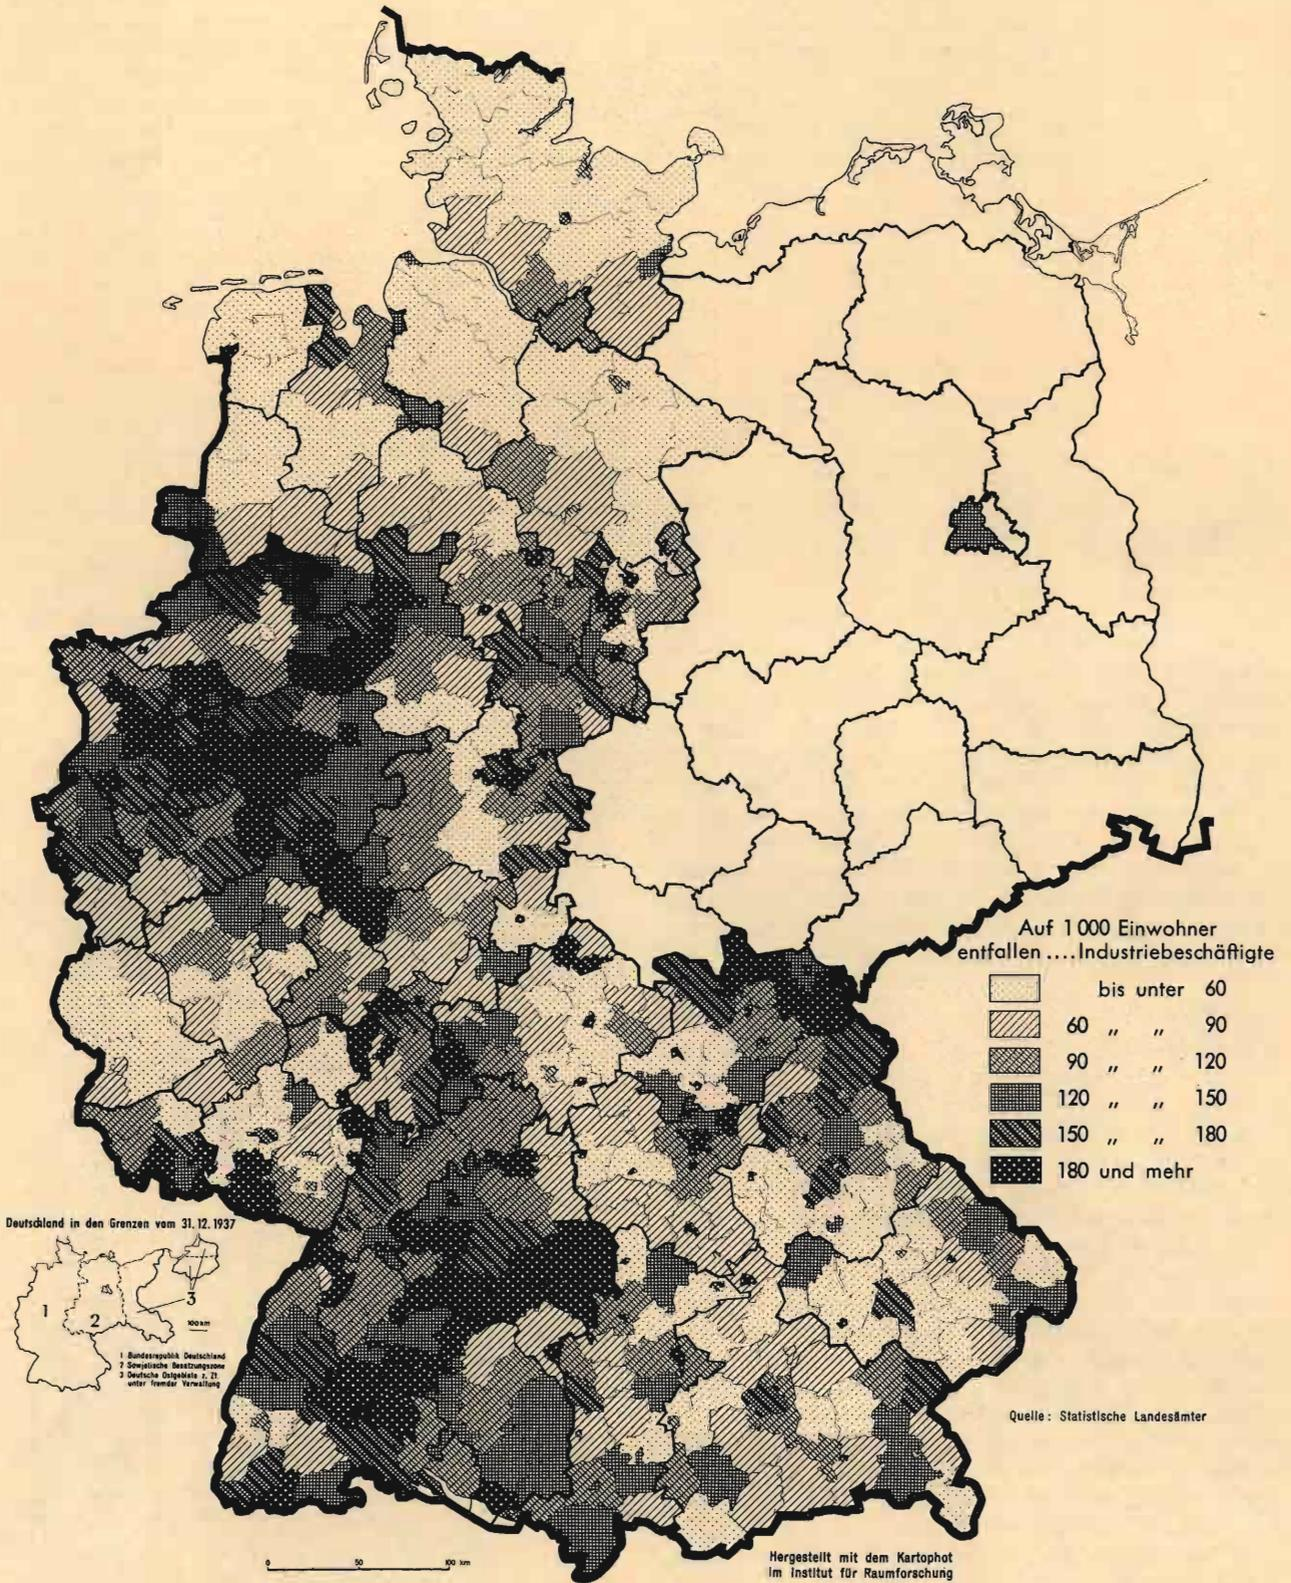 Auf 1000 Einwohner
entfallen .... Industriebeschäftigte
bis unter 60
60 „ „ 90
90 „ „ 120
120 „ „ 150
150 „ „ 180
180 und mehr
Deutschland in den Grenzen vom 31.12.1937
1
2
3
100 km
1 Bundesrepublik Deutschland
2 Sowjetische Besatzungszone
3 Deutsche Ostgebiete z. Zt.
unter fremder Verwaltung
Quelle: Statistische Landesämter
0 50 100 km
Hergestellt mit dem Kartophot
im Institut für Raumforschung